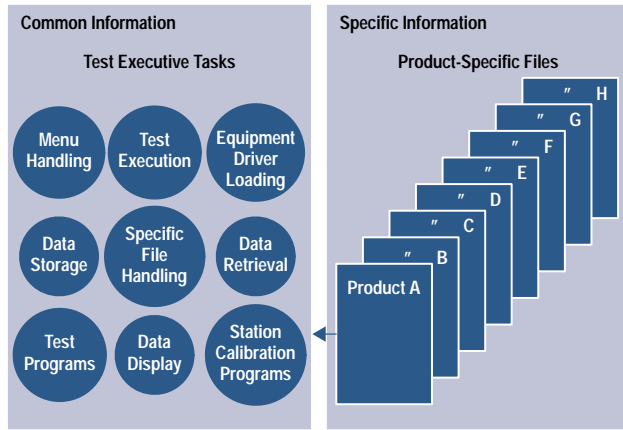 Common Information
Test Executive Tasks
Menu
Handling
Test
Execution
Equipment
Driver
Loading
Data
Storage
Specific
File
Handling
Data
Retrieval
Test
Programs
Data
Display
Station
Calibration
Programs
Specific Information
Product-Specific Files
" H
" G
" F
" E
" D
" C
" B
Product A